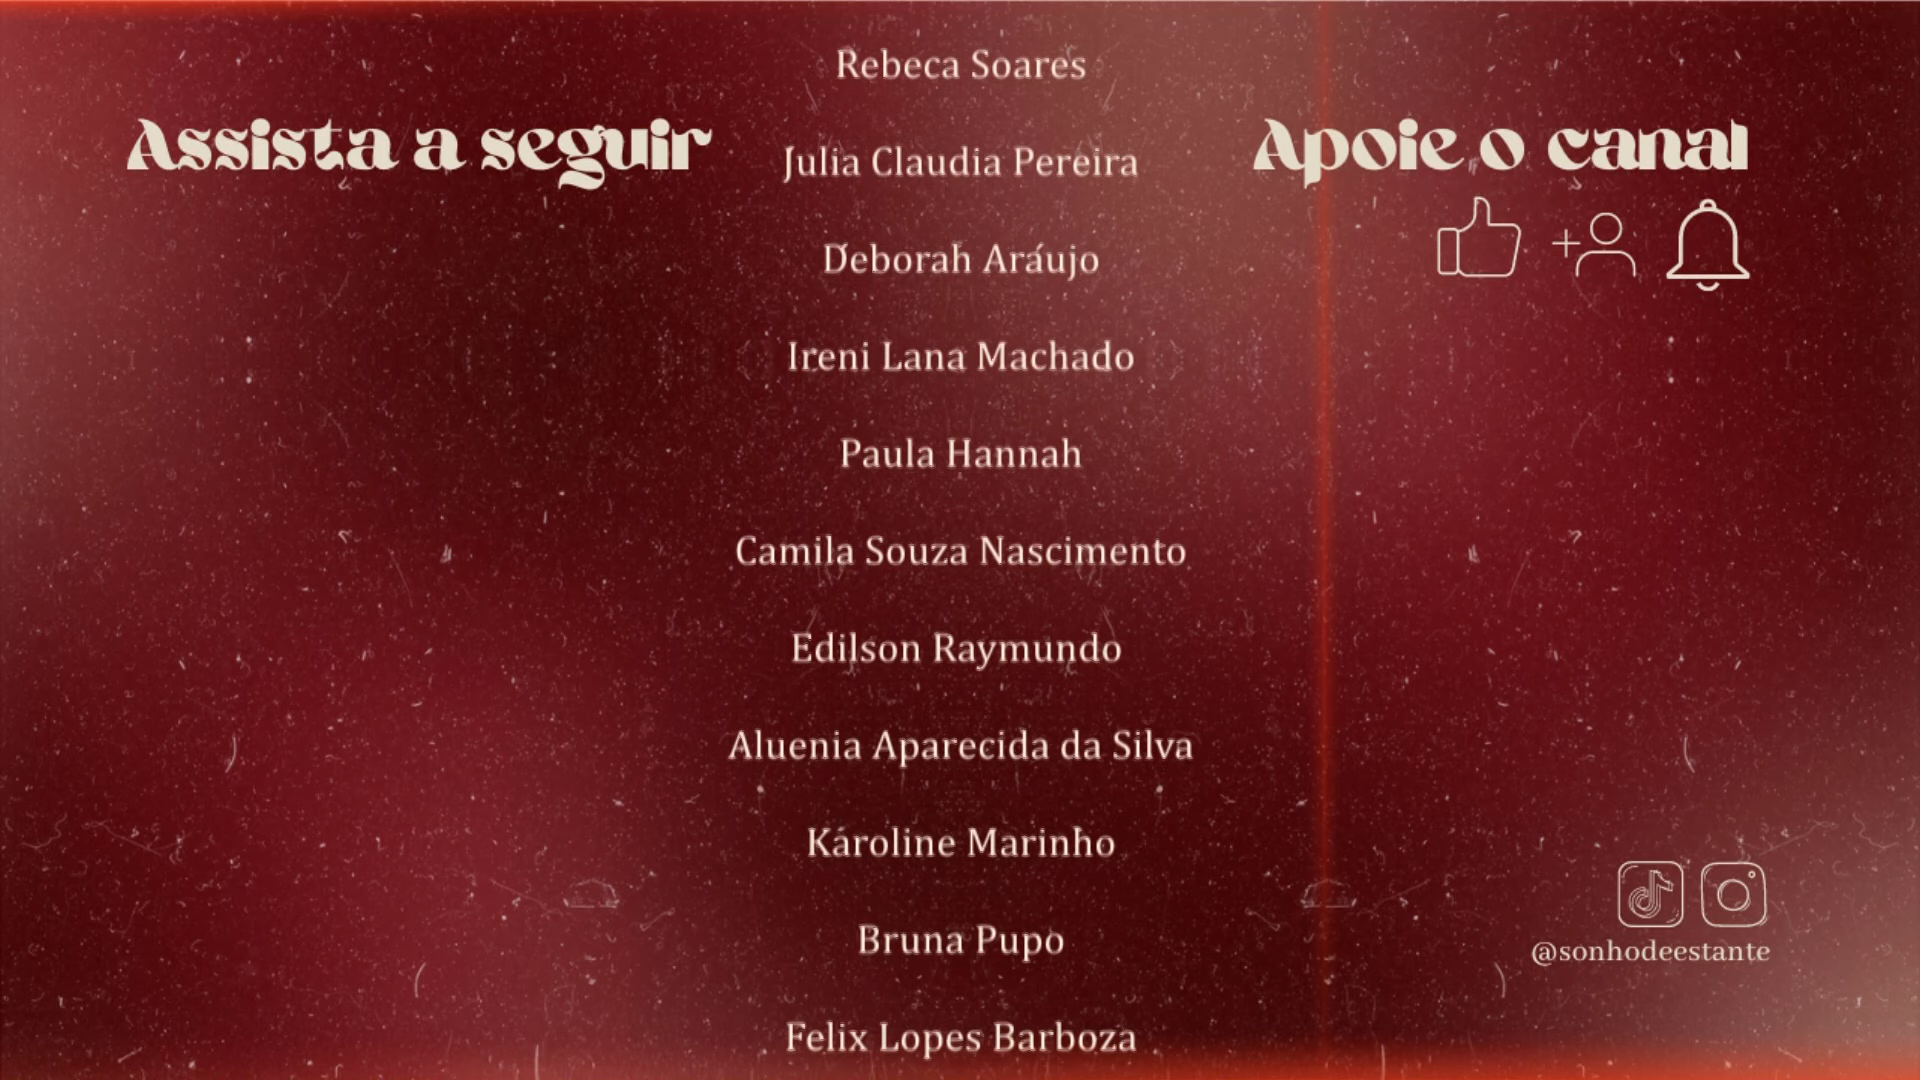 Assista a seguir
Rebeca Soares
Julia Claudia Pereira
Deborah Aráujo
Ireni Lana Machado
Paula Hannah
Camila Souza Nascimento
Edilson Raymundo
Aluenia Aparecida da Silva
Károline Marinho
Bruna Pupo
Felix Lopes Barboza
Apoie o canal
@sonhodeestante